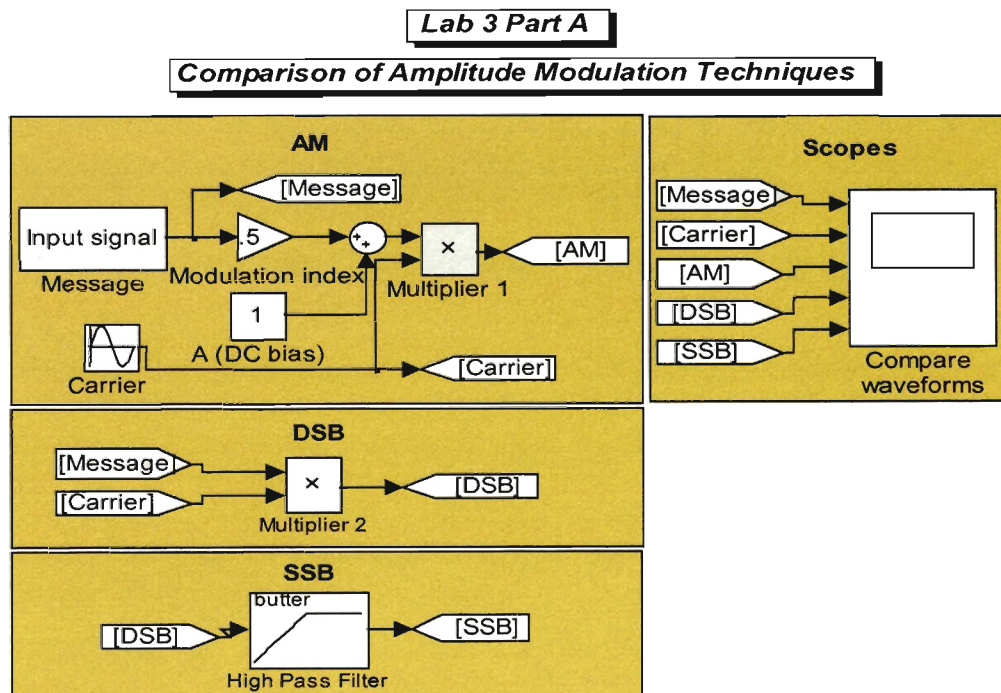 Lab 3 Part A
Comparison of Amplitude Modulation Techniques
AM
[Message]
Input signal
Message
.5
Modulation index
++
×
Multiplier 1
[AM]
1
A (DC bias)
Carrier
[Carrier]
Scopes
[Message]
[Carrier]
[AM]
[DSB]
[SSB]
Compare
waveforms
DSB
[Message]
[Carrier]
×
Multiplier 2
[DSB]
SSB
[DSB]
butter
High Pass Filter
[SSB]